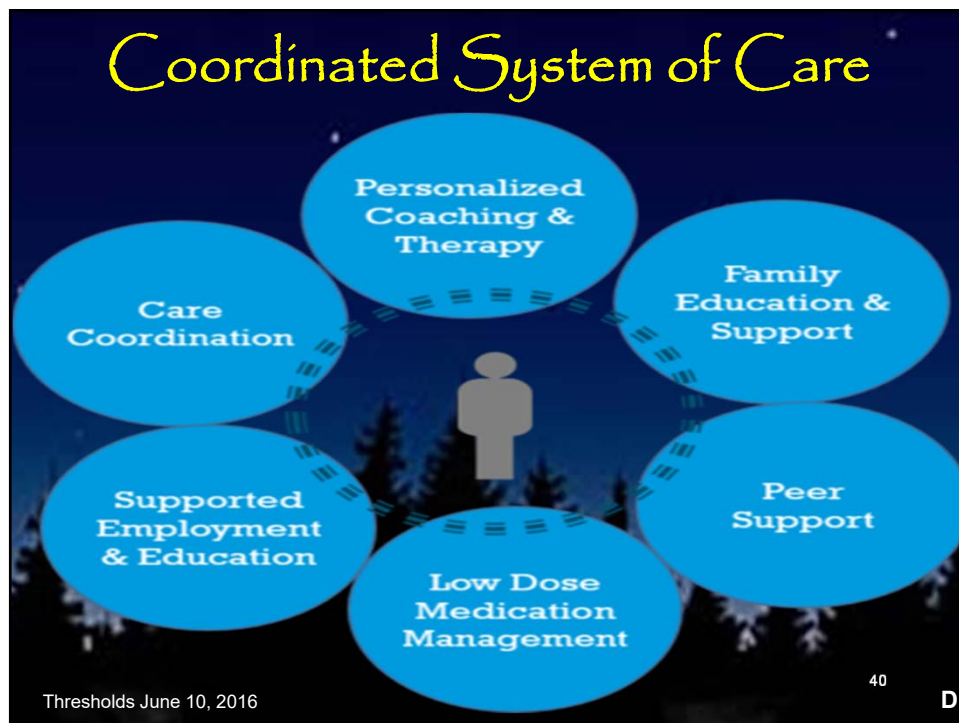 Coordinated System of Care
Personalized
Coaching &
Therapy
Family
Education &
Support
Care
Coordination
Peer
Support
Supported
Employment
& Education
Low Dose
Medication
Management
40
Thresholds June 10, 2016
D